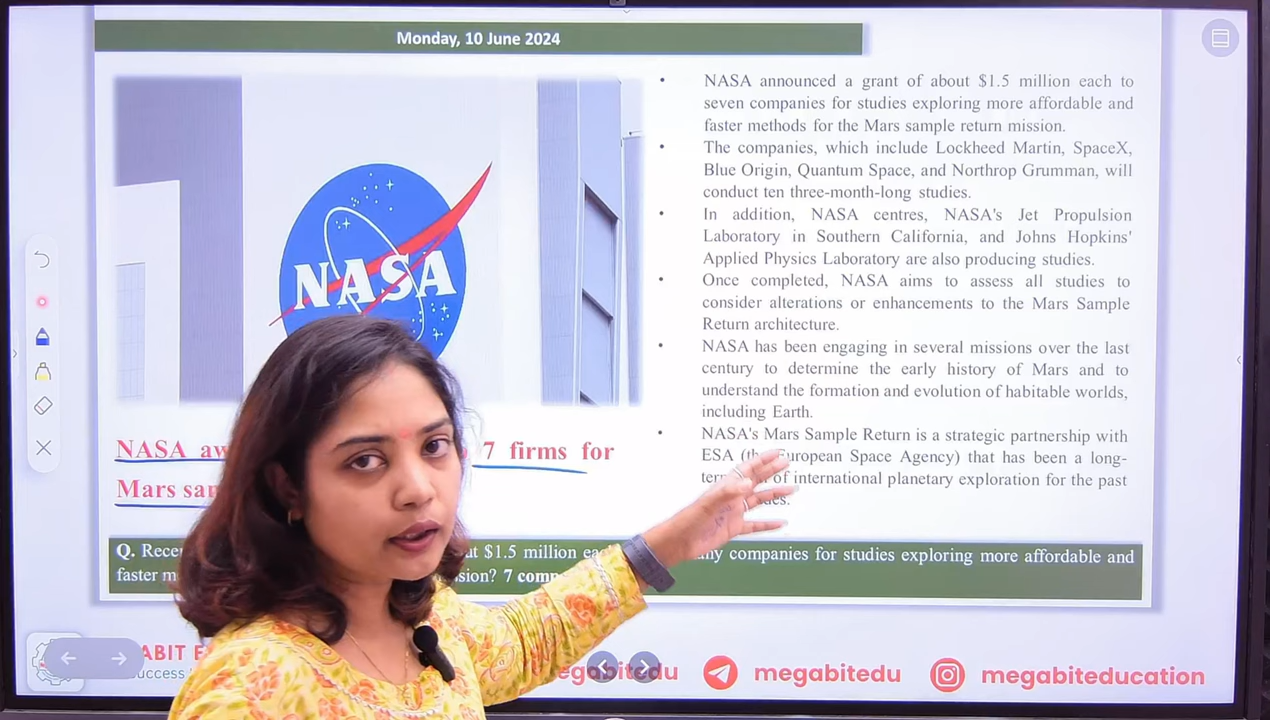 Monday, 10 June 2024
NASA
NASA announced a grant of about $1.5 million each to
seven companies for studies exploring more affordable and
faster methods for the Mars sample return mission.
The companies, which include Lockheed Martin, SpaceX,
Blue Origin, Quantum Space, and Northrop Grumman, will
conduct ten three-month-long studies.
In addition, NASA centres, NASA's Jet Propulsion
Laboratory in Southern California, and Johns Hopkins'
Applied Physics Laboratory are also producing studies.
Once completed, NASA aims to assess all studies to
consider alterations or enhancements to the Mars Sample
Return architecture.
NASA has been engaging in several missions over the last
century to determine the early history of Mars and to
understand the formation and evolution of habitable worlds,
including Earth.
NASA's Mars Sample Return is a strategic partnership with
ESA European Space Agency) that has been a long-
of international planetary exploration for the past
NASA 7 firms for
Mars
Q. $1.5 million companies for studies exploring more affordable and
faster 7
megabitedu
megabitedu
megabiteducation